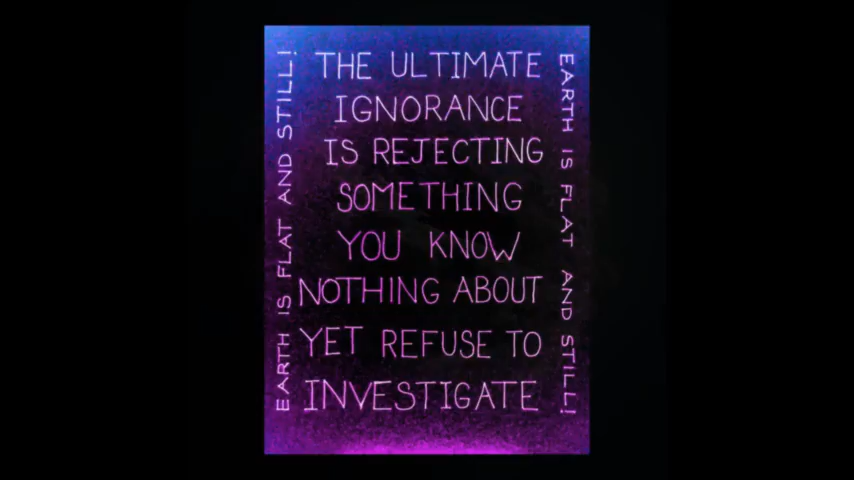 EARTH IS FLAT AND STILL!
THE ULTIMATE
IGNORANCE
IS REJECTING
SOMETHING
YOU KNOW
NOTHING ABOUT
YET REFUSE TO
INVESTIGATE
EARTH IS FLAT AND STILL!